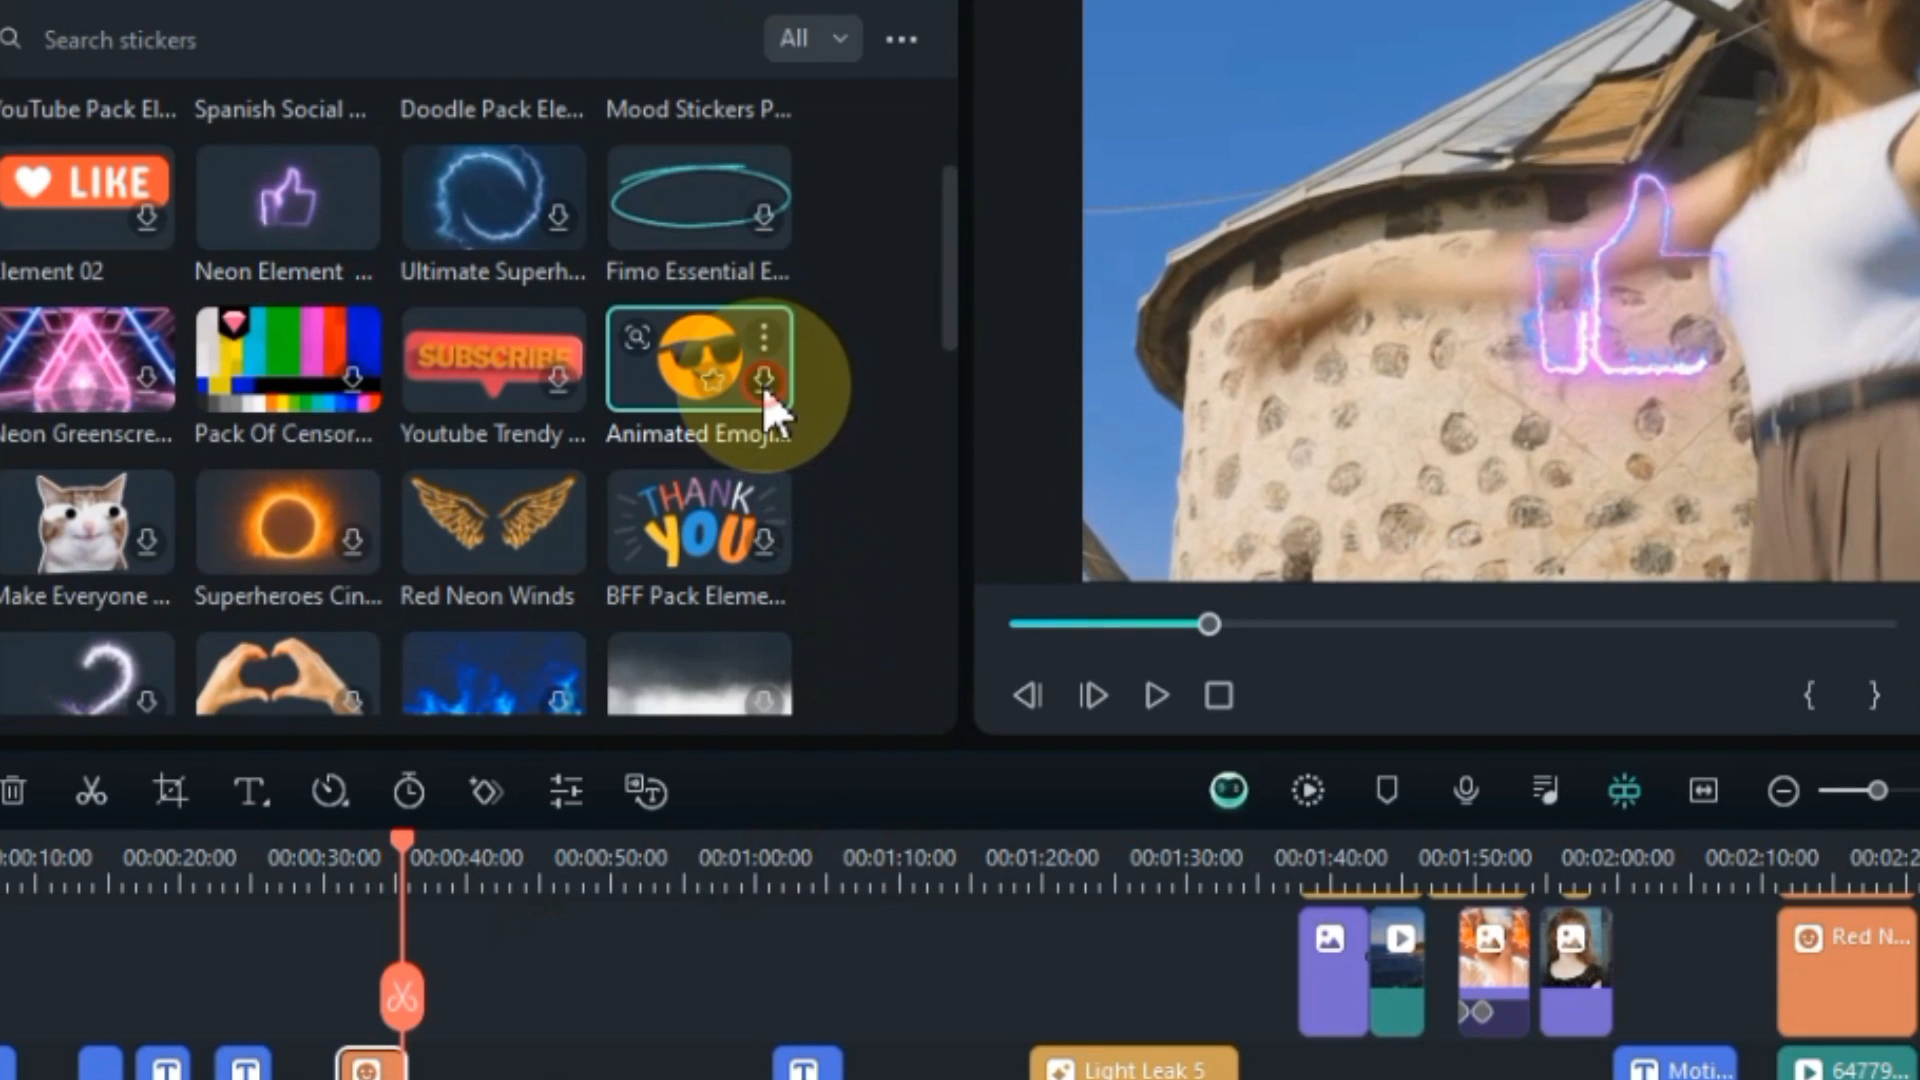 Search stickers
All
YouTube Pack El... Spanish Social ... Doodle Pack Ele... Mood Stickers P...
LIKE
lement 02 Neon Element ... Ultimate Superh... Fimo Essential E...
SUBSCRIBE
Neon Greenscre... Pack Of Censor... Youtube Trendy ... Animated Emoji...
THANK
YOU
Make Everyone ... Superheroes Cin... Red Neon Winds BFF Pack Eleme...
:00:10:00 00:00:20:00 00:00:30:00 00:00:40:00 00:00:50:00 00:01:00:00 00:01:10:00 00:01:20:00 00:01:30:00 00:01:40:00 00:01:50:00 00:02:00:00 00:02:10:00 00:02:2
Red N...
Light Leak 5
Moti...
64779...